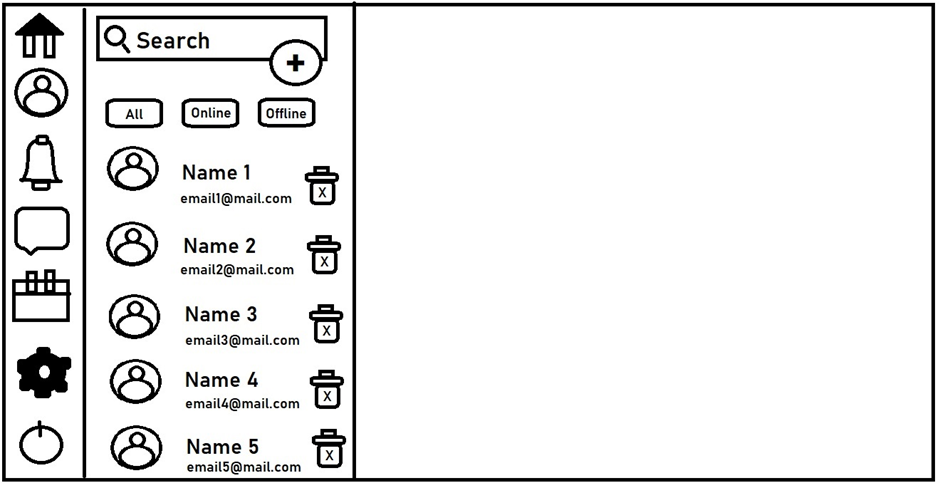 Search
+
All Online Offline
Name 1
email1@mail.com
X
Name 2
email2@mail.com
X
Name 3
email3@mail.com
X
Name 4
email4@mail.com
X
Name 5
email5@mail.com
X